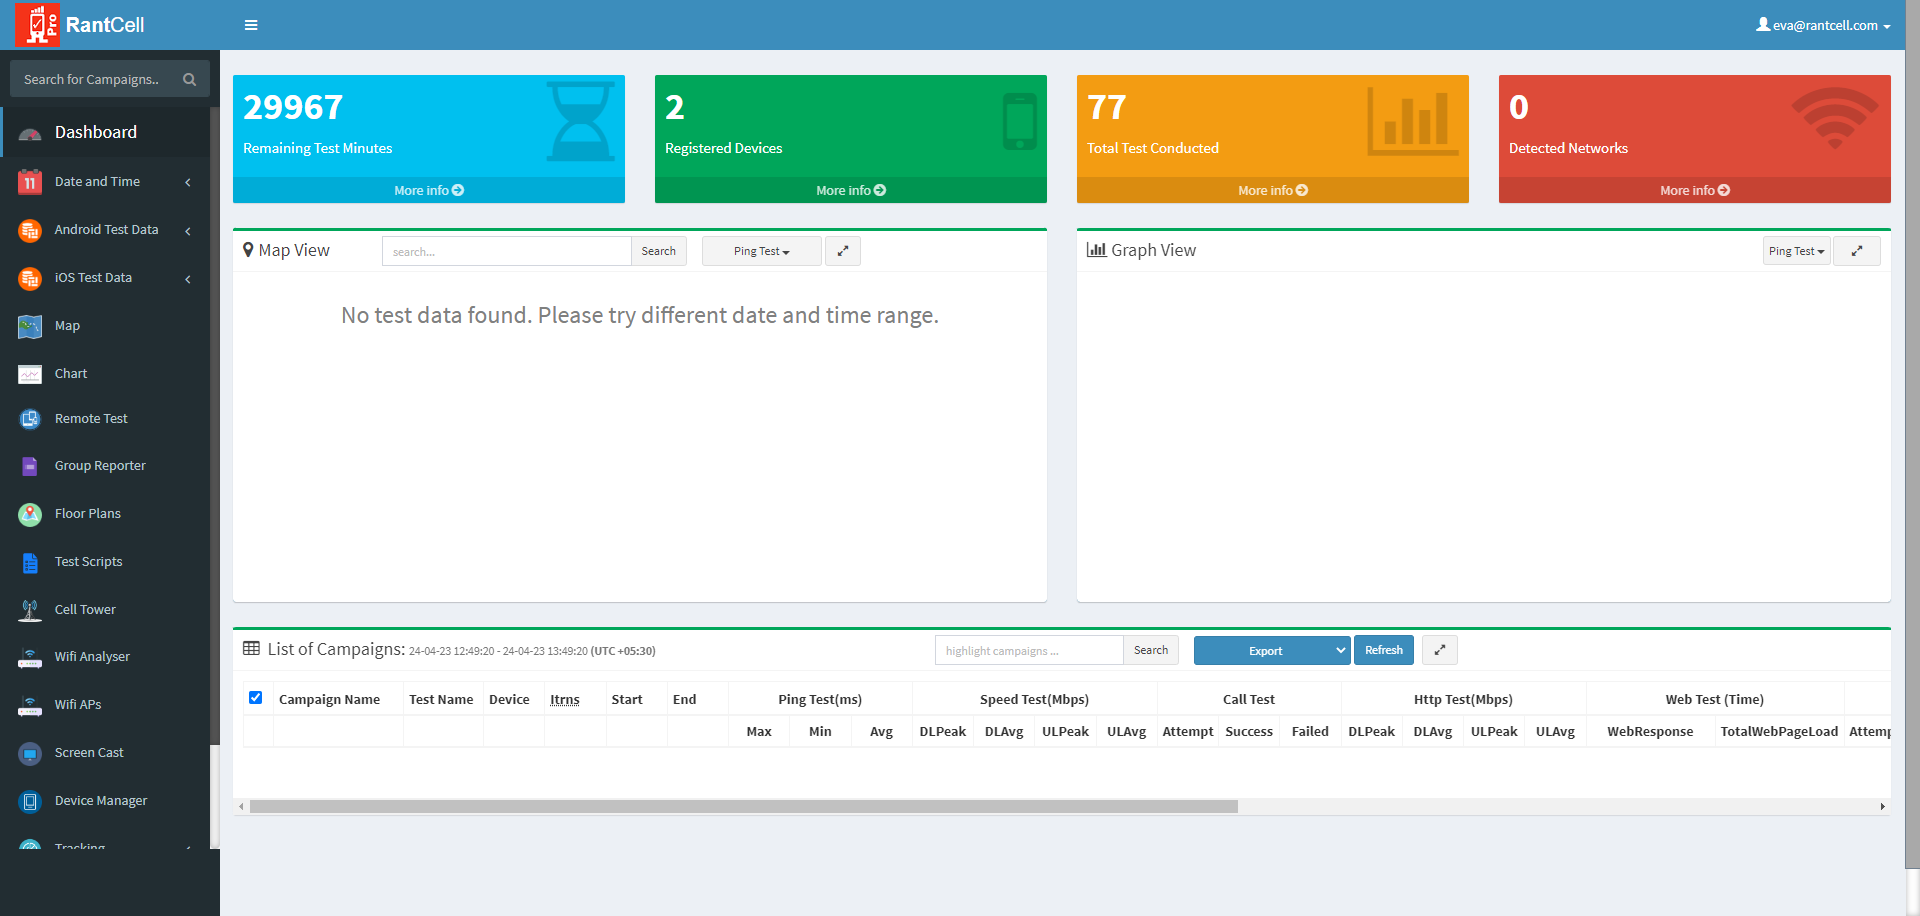 Pro
RantCell
eva@rantcell.com
Search for Campaigns..
Dashboard
11
Date and Time
Android Test Data
iOS Test Data
Map
Chart
Remote Test
Group Reporter
Floor Plans
Test Scripts
Cell Tower
Wifi Analyser
Wifi APs
Screen Cast
Device Manager
Tracking
29967
Remaining Test Minutes
More info
2
Registered Devices
More info
77
Total Test Conducted
More info
0
Detected Networks
More info
Map View
search...
Search
Ping Test
No test data found. Please try different date and time range.
Graph View
Ping Test
List of Campaigns: 24-04-23 12:49:20 - 24-04-23 13:49:20 (UTC +05:30)
highlight campaigns ...
Search
Export
Refresh
Campaign Name Test Name Device Itrns Start End Ping Test(ms) Speed Test(Mbps) Call Test Http Test(Mbps) Web Test (Time)
Max Min Avg DLPeak DLAvg ULPeak ULAvg Attempt Success Failed DLPeak DLAvg ULPeak ULAvg WebResponse TotalWebPageLoad Attemp